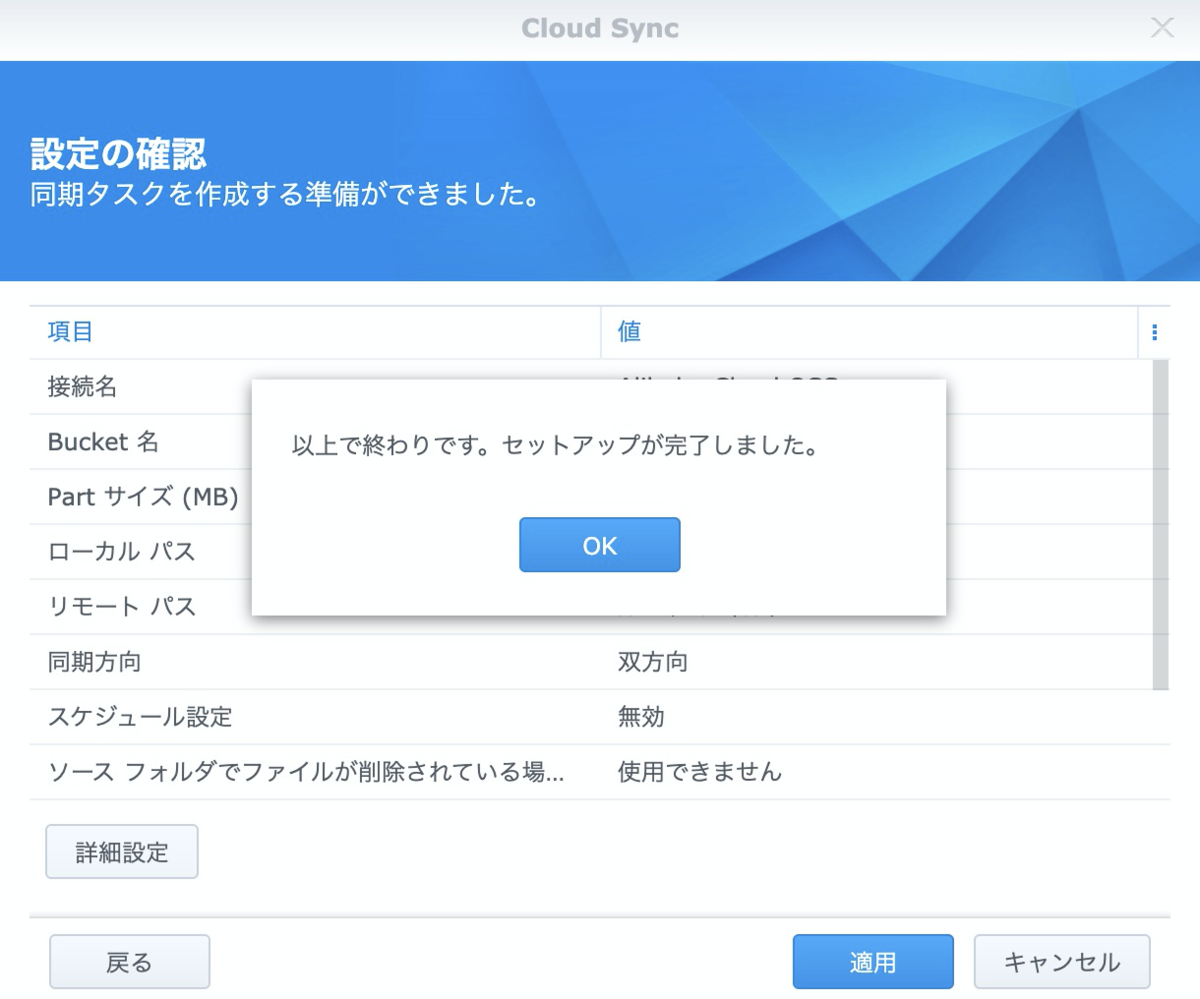 Cloud Sync
設定の確認
同期タスクを作成する準備ができました。
項目 値
接続名
Bucket 名
Part サイズ (MB)
ローカル パス
リモート パス
以上で終わりです。セットアップが完了しました。
OK
同期方向 双方向
スケジュール設定 無効
ソース フォルダでファイルが削除されている場... 使用できません
詳細設定
戻る 適用 キャンセル